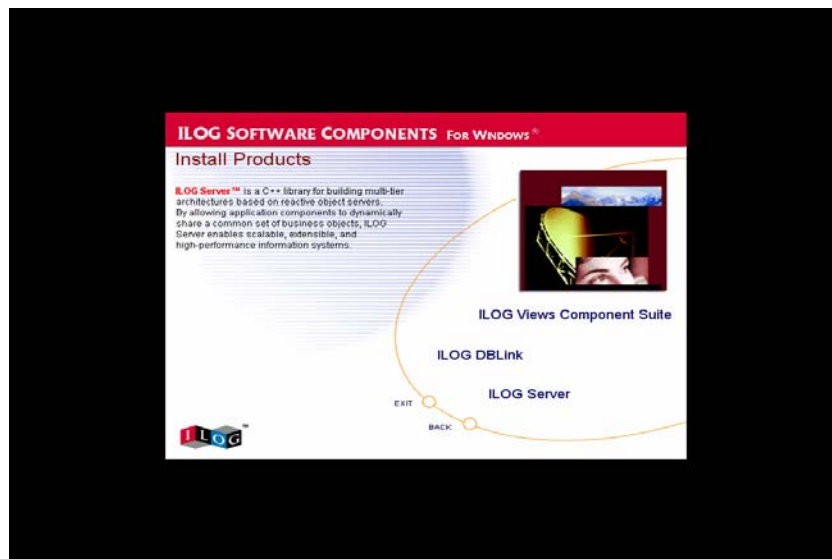 ILOG SOFTWARE COMPONENTS FOR WINDOWS ®
Install Products
ILOG Server™ is a C++ library for building multi-tier
architectures based on reactive object servers.
By allowing application components to dynamically
share a common set of business objects, ILOG
Server enables scalable, extensible, and
high-performance information systems.
ILOG Views Component Suite
ILOG DBLink
ILOG Server
EXIT
BACK
ILOG™